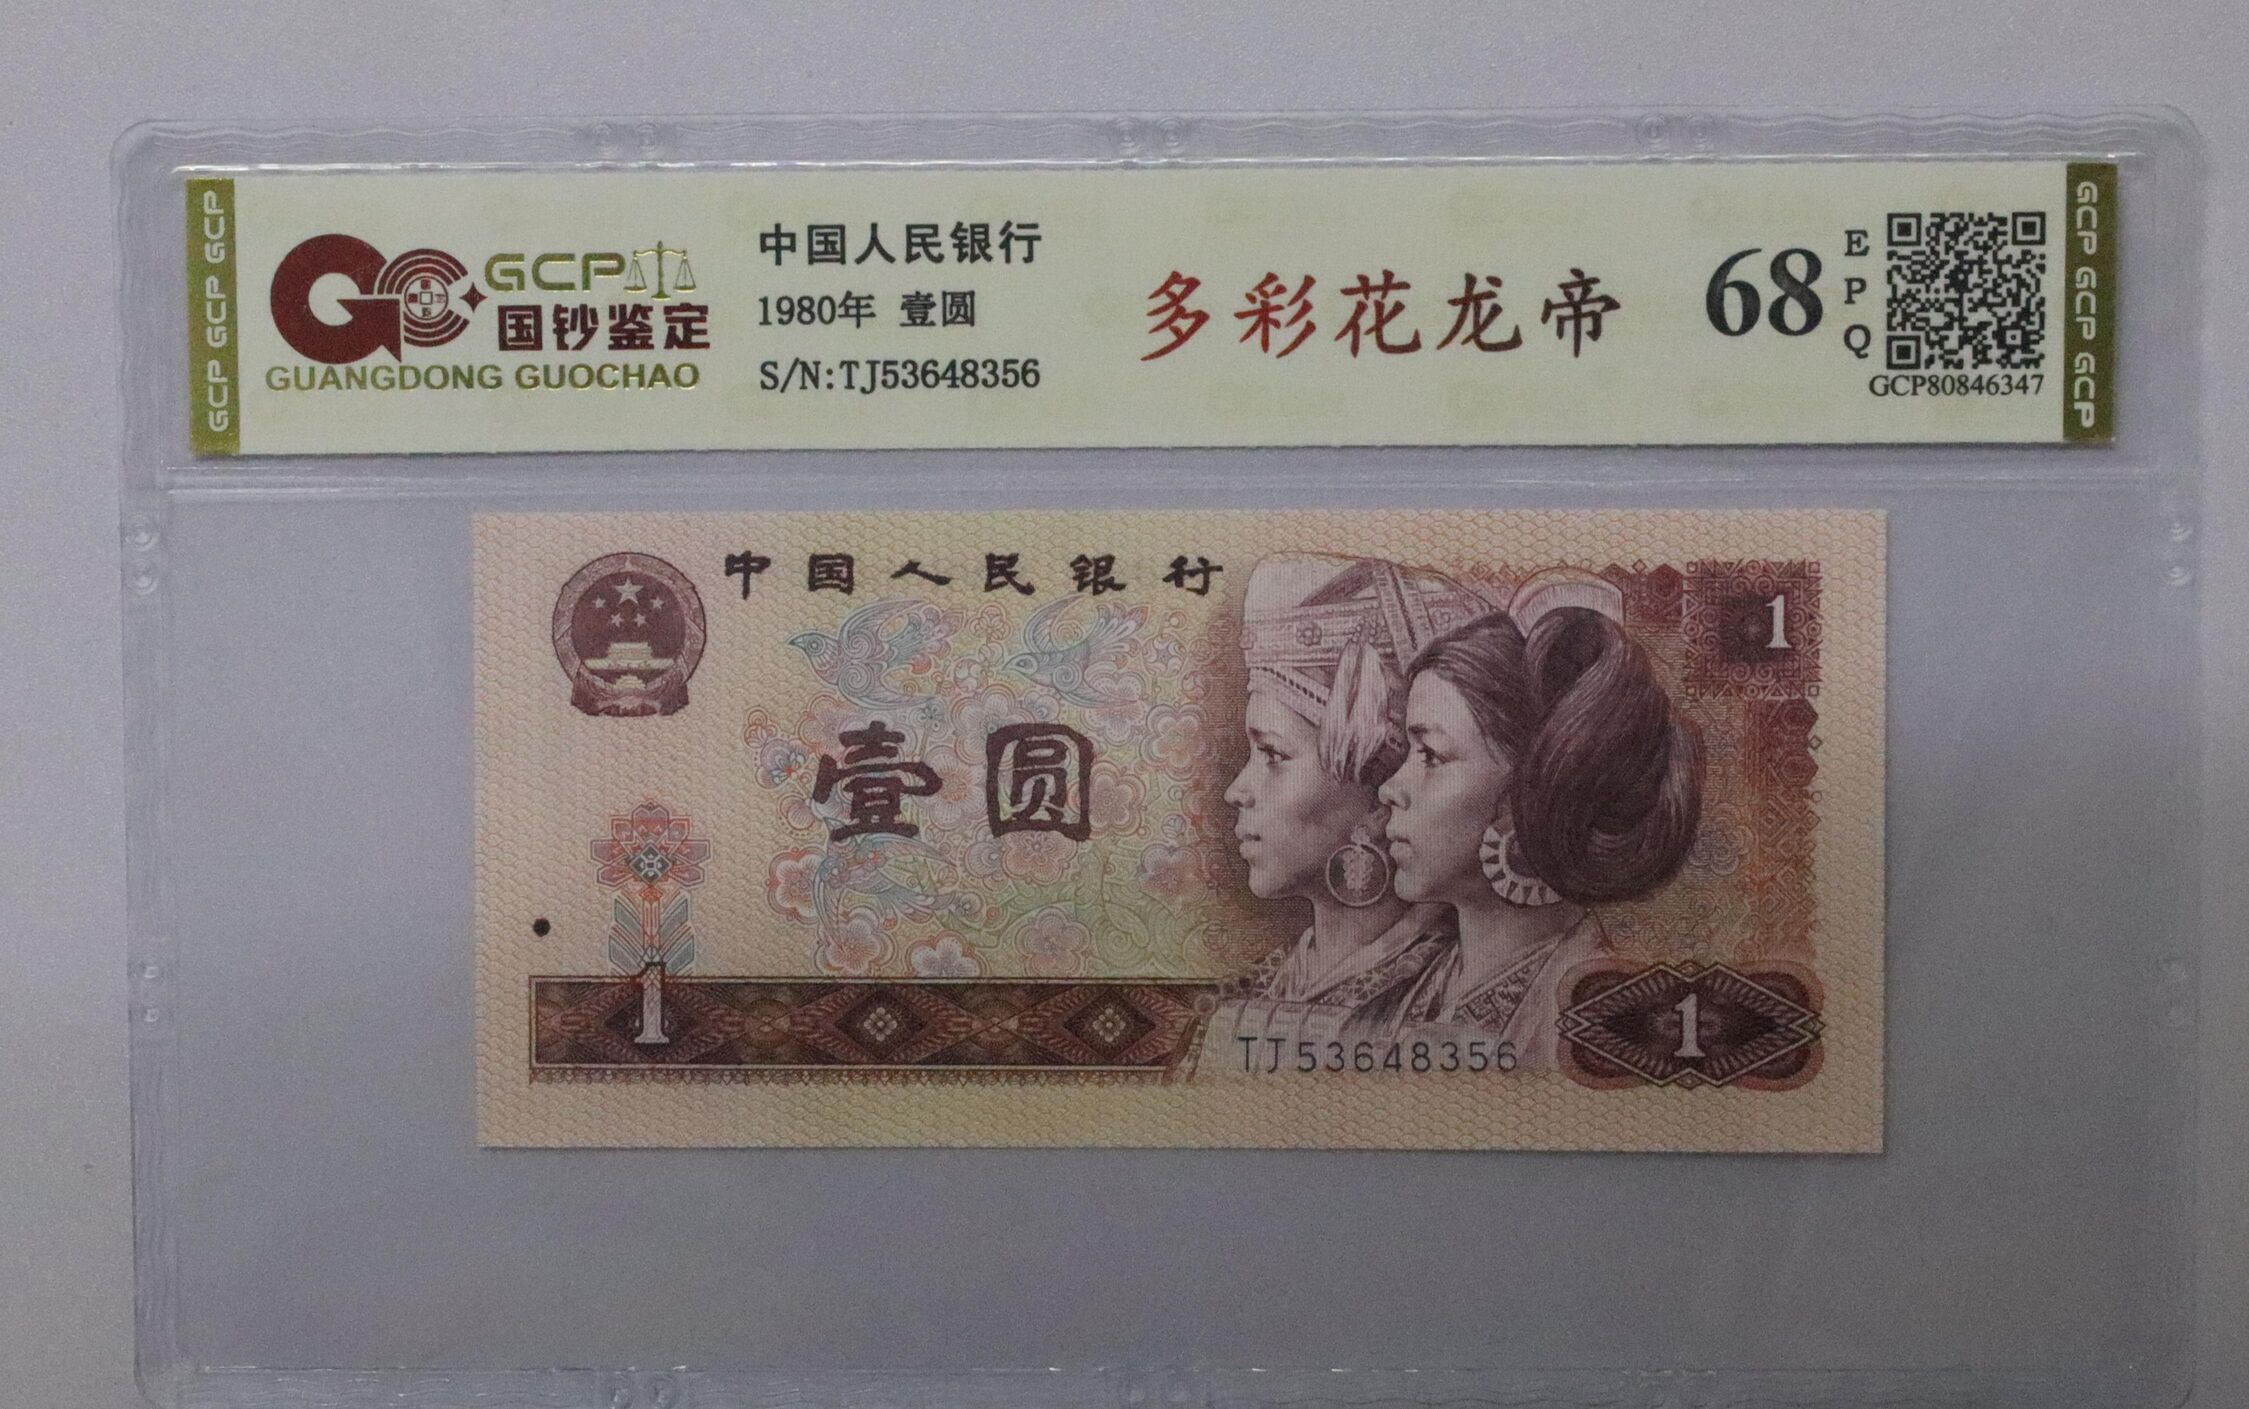 GCP GCP GCP
GCP
国钞鉴定
GUANGDONG GUOCHAO
中国人民银行
1980年 壹圆
S/N:TJ53648356
多彩花龙帝
68
EPQ
GCP80846347
GCP GCP GCP
中国人民银行
1
壹圆
1
TJ53648356
1